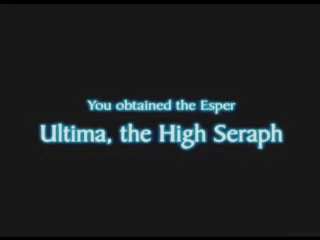 You obtained the Esper
Ultima, the High Seraph